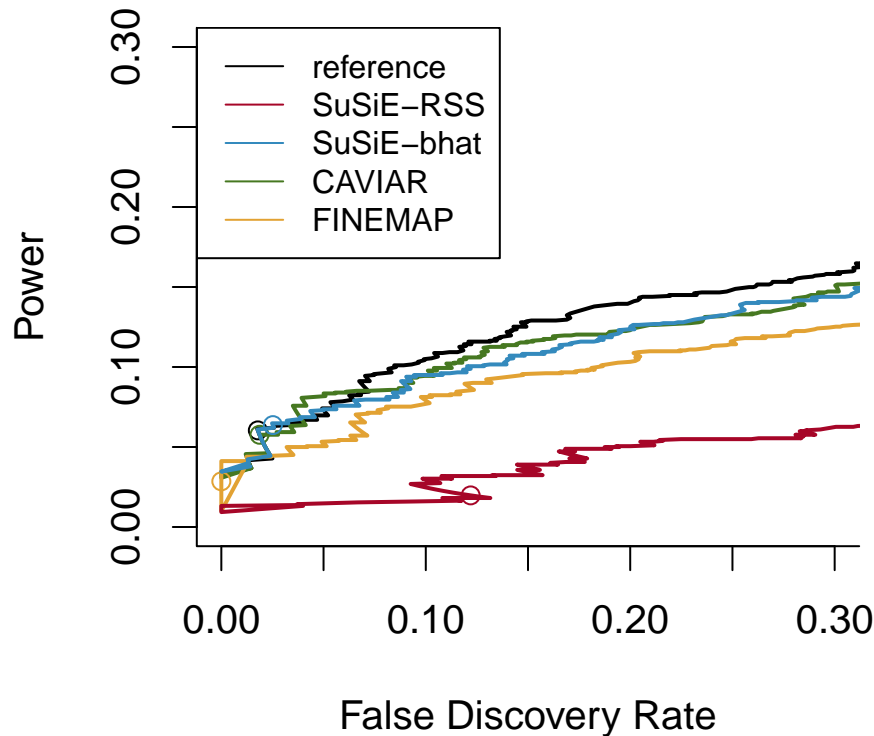 0.30
0.20
0.10
0.00
Power
reference
SuSiE−RSS
SuSiE−bhat
CAVIAR
FINEMAP
0.00 0.10 0.20 0.30
False Discovery Rate